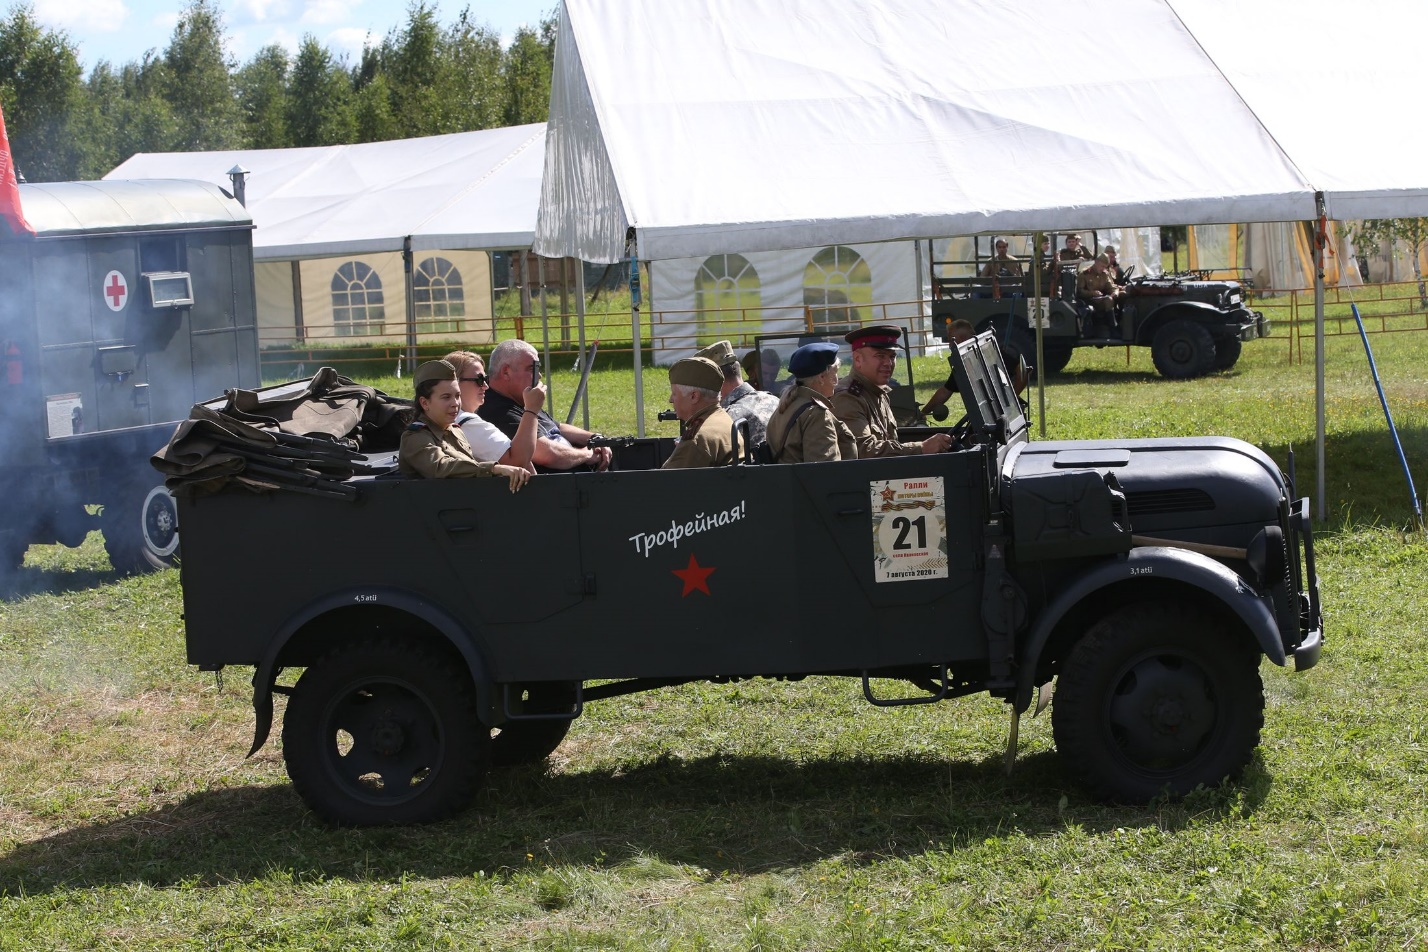 Трофейная!
Ралли
21
7 августа 2020 г.
4,5 atü
3,1 atü